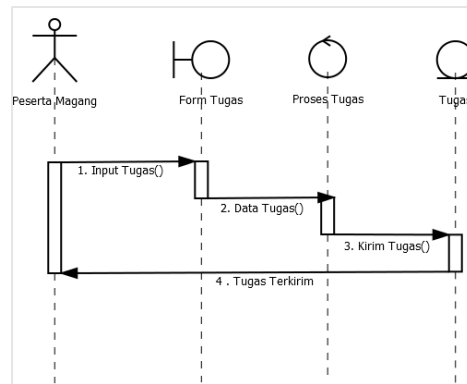 Peserta Magang
Form Tugas
Proses Tugas
Tugas
1. Input Tugas()
2. Data Tugas()
3. Kirim Tugas()
4 . Tugas Terkirim